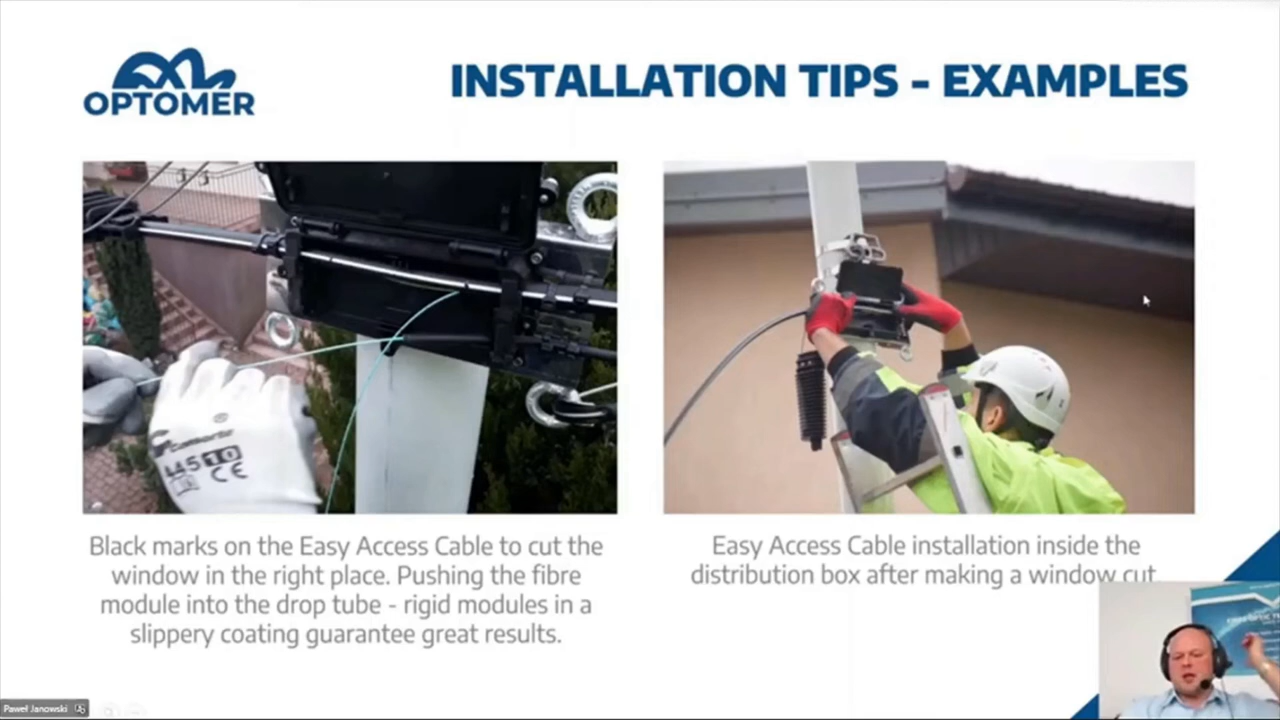 OPTOMER
INSTALLATION TIPS - EXAMPLES
10
CE
Black marks on the Easy Access Cable to cut the
window in the right place. Pushing the fibre
module into the drop tube - rigid modules in a
slippery coating guarantee great results.
Easy Access Cable installation inside the
distribution box after making a window cut
Paweł Janowski